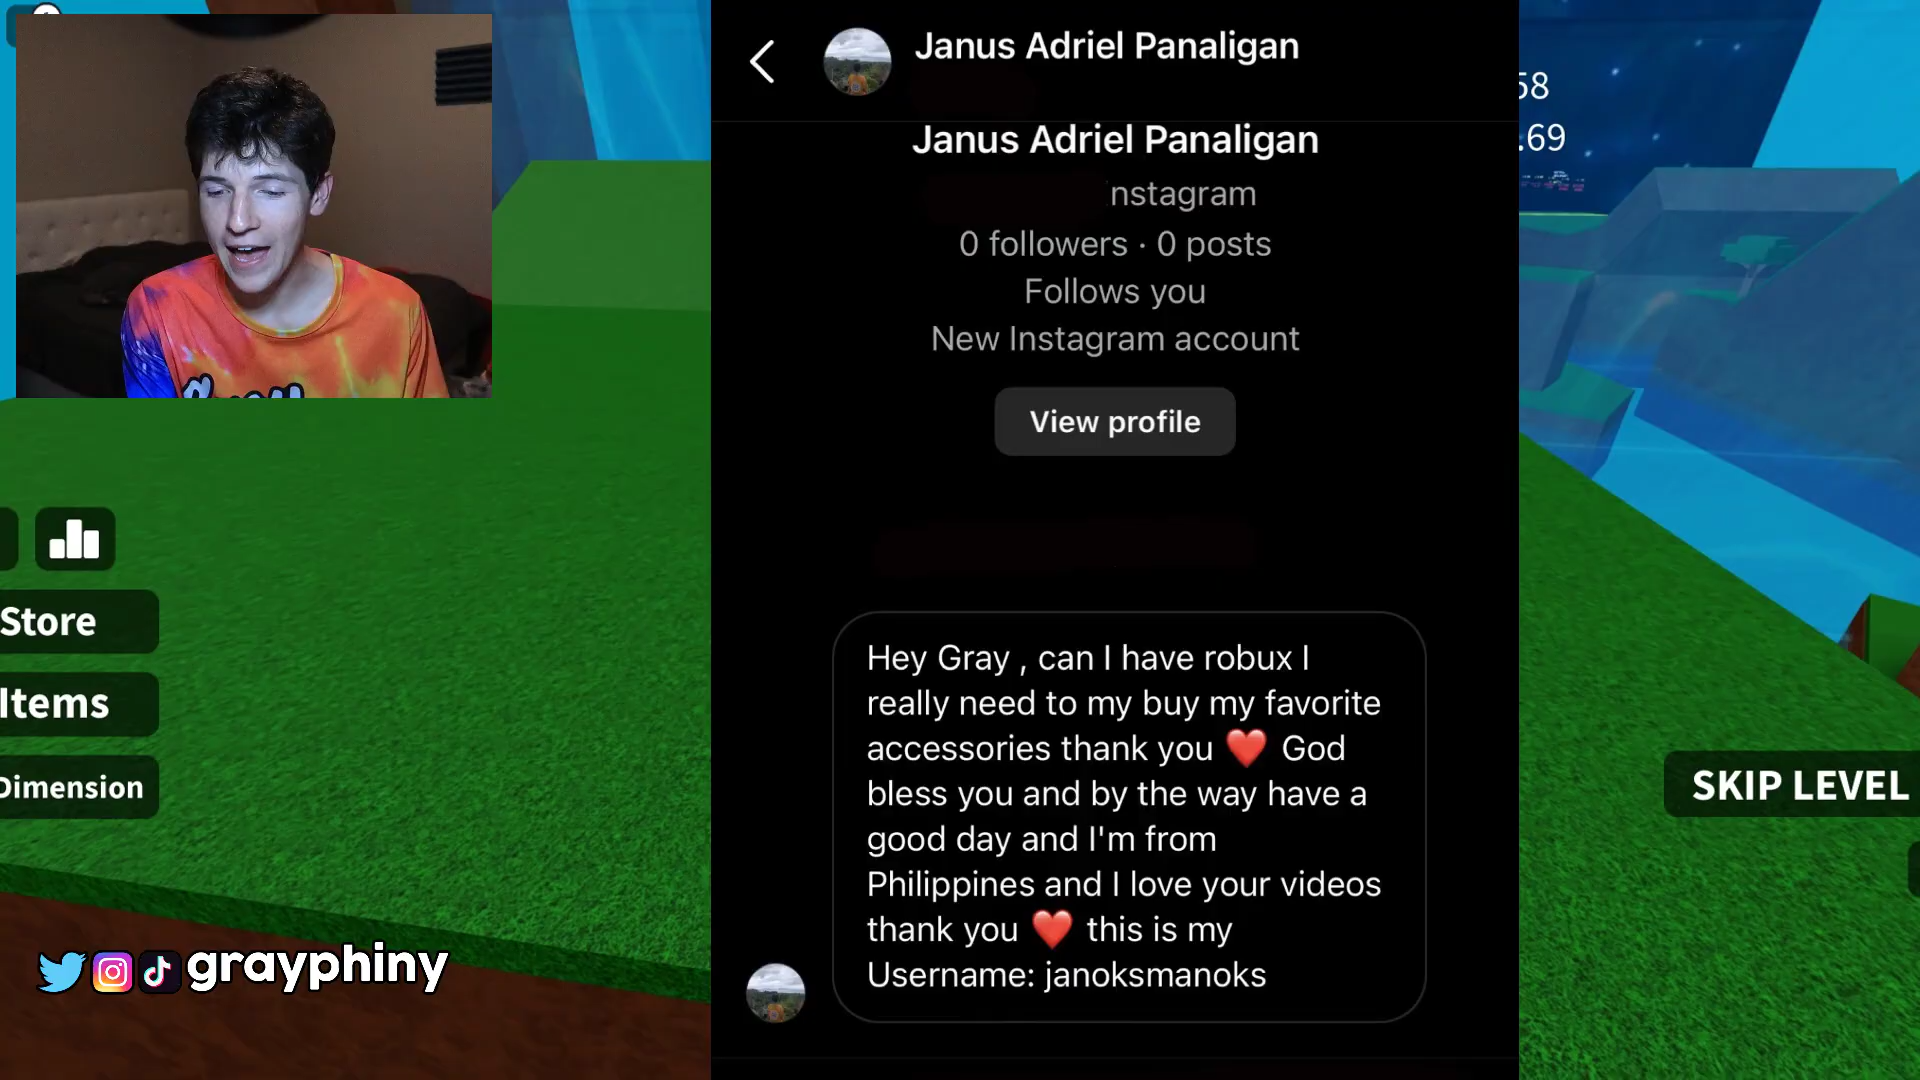 Janus Adriel Panaligan
Janus Adriel Panaligan
nstagram
0 followers · 0 posts
Follows you
New Instagram account
View profile
Hey Gray , can I have robux I
really need to my buy my favorite
accessories thank you ❤️ God
bless you and by the way have a
good day and I'm from
Philippines and I love your videos
thank you ❤️ this is my
Username: janoksmanoks
58
.69
Store
Items
Dimension
SKIP LEVEL
grayphiny